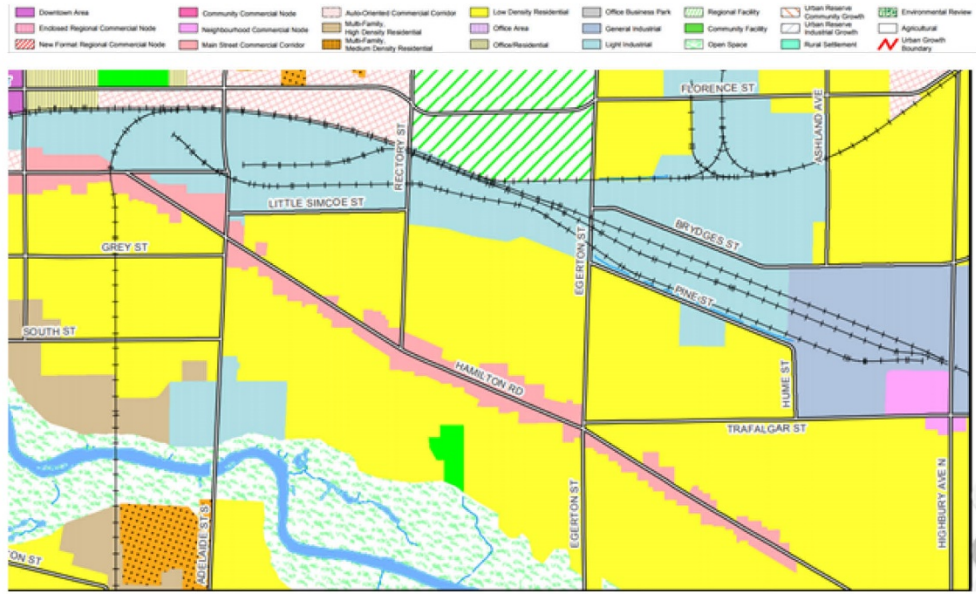 Downtown Area
Enclosed Regional Commercial Node
New Format Regional Commercial Node
Community Commercial Node
Neighbourhood Commercial Node
Main Street Commercial Corridor
Auto-Oriented Commercial Corridor
Multi-Family,
High Density Residential
Multi-Family,
Medium Density Residential
Low Density Residential
Office Area
Office/Residential
Office Business Park
General Industrial
Light Industrial
Regional Facility
Community Facility
Open Space
Urban Reserve
Community Growth
Urban Reserve
Industrial Growth
Rural Settlement
Environmental Review
Agricultural
Urban Growth
Boundary
FLORENCE ST
ASHLAND AVE
RECTORY ST
LITTLE SIMCOE ST
BRYDGES ST
GREY ST
EGERTON ST
PINE ST
SOUTH ST
HAMILTON RD
HUME ST
TRAFALGAR ST
HIGHBURY AVE N
EGERTON ST
ADELAIDE ST S
TON ST